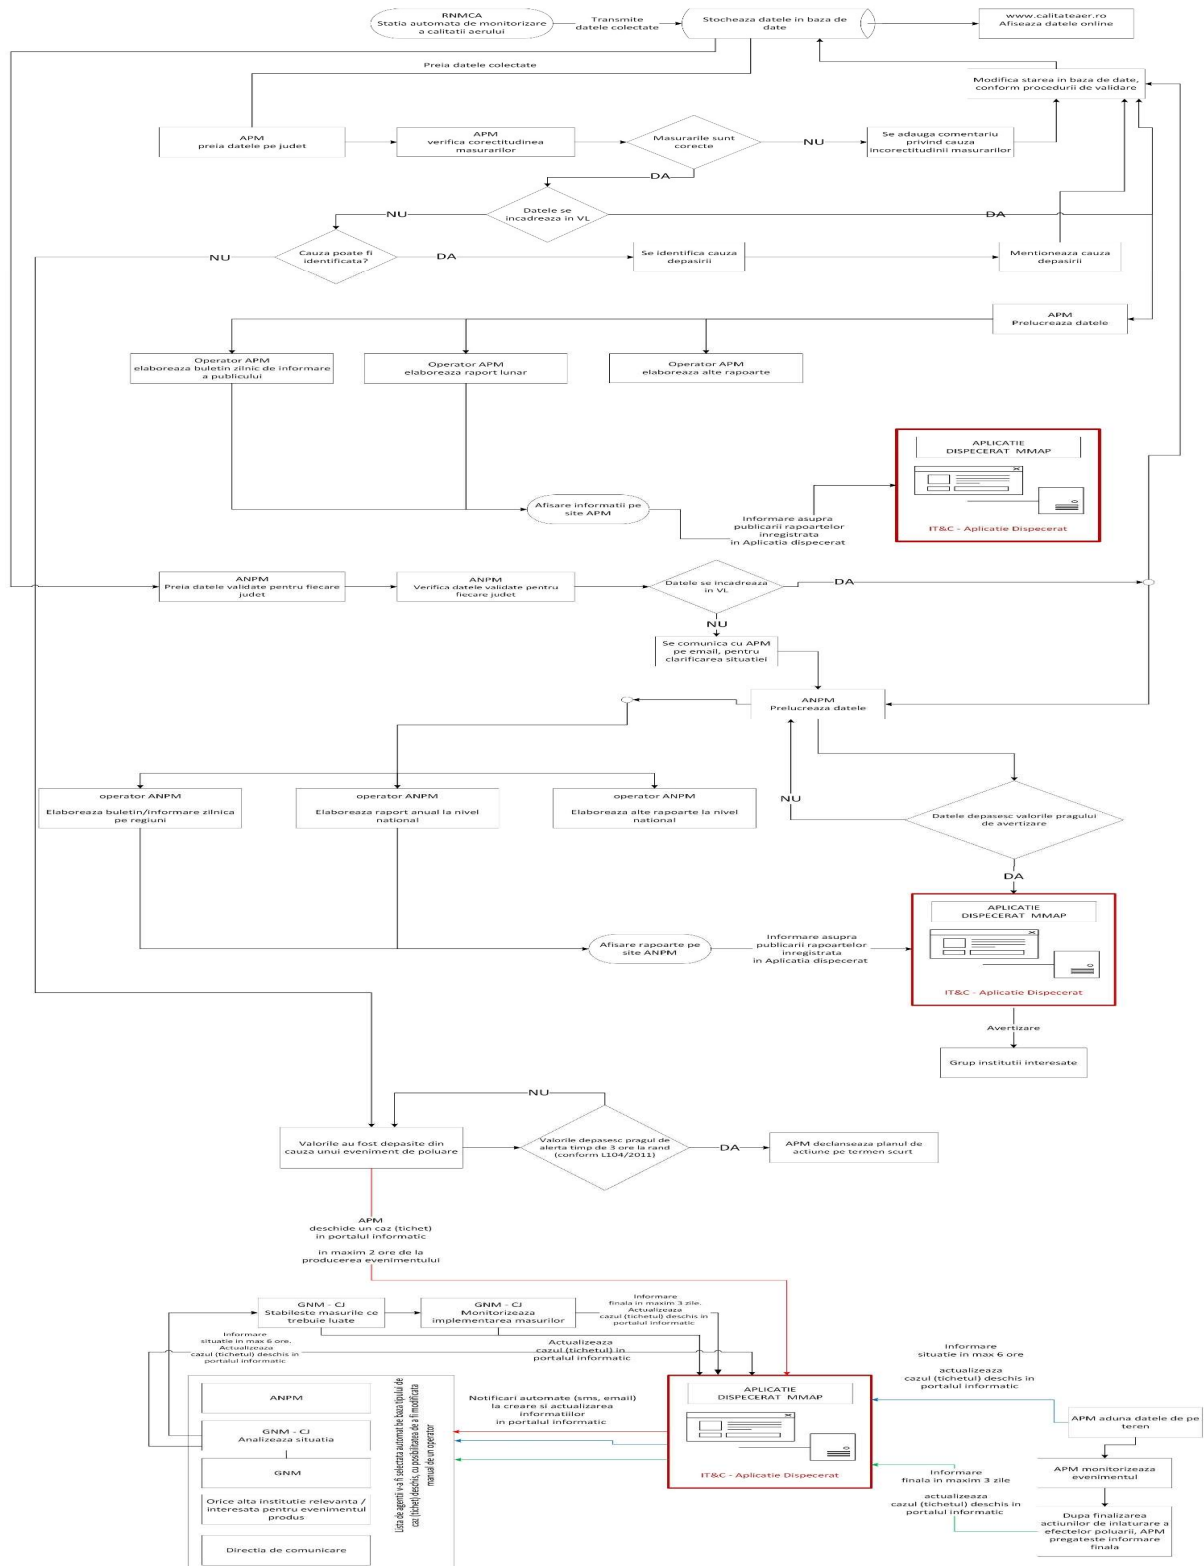 RNMCA
Statia automata de monitorizare
a calitatii aerului
Transmite
datele colectate
Stocheaza datele in baza de
date
www.calitateaer.ro
Afiseaza datele online
Preia datele colectate
Modifica starea in baza de date,
conform procedurii de validare
APM
preia datele pe judet
APM
verifica corectitudinea
masurarilor
Masurarile sunt
corecte
NU
Se adauga comentariu
privind cauza
incorectitudinii masurarilor
DA
Datele se
incadreaza in VL
NU
DA
Cauza poate fi
identificata?
NU
DA
Se identifica cauza
depasirii
Mentioneaza cauza
depasirii
APM
Prelucreaza datele
Operator APM
elaboreaza buletin zilnic de informare
a publicului
Operator APM
elaboreaza raport lunar
Operator APM
elaboreaza alte rapoarte
APLICATIE
DISPECERAT MMAP
IT&C - Aplicatie Dispecerat
Afisare informatii pe
site APM
Informare asupra
publicarii rapoartelor
inregistrata
in Aplicatia dispecerat
ANPM
Preia datele validate pentru fiecare
judet
ANPM
Verifica datele validate pentru
fiecare judet
Datele se incadreaza
in VL
DA
NU
Se comunica cu APM
pe email, pentru
clarificarea situatiei
ANPM
Prelucreaza datele
operator ANPM
Elaboreaza buletin/informare zilnica
pe regiuni
operator ANPM
Elaboreaza raport anual la nivel
national
operator ANPM
Elaboreaza alte rapoarte la nivel
national
NU
Datele depasesc valorile pragului
de avertizare
DA
APLICATIE
DISPECERAT MMAP
IT&C - Aplicatie Dispecerat
Afisare rapoarte pe
site ANPM
Informare asupra
publicarii rapoartelor
inregistrata
in Aplicatia dispecerat
Avertizare
Grup institutii interesate
NU
Valorile au fost depasite din
cauza unui eveniment de poluare
Valorile depasesc pragul de
alerta timp de 3 ore la rand
(conform L104/2011)
DA
APM declanseaza planul de
actiune pe termen scurt
APM
deschide un caz (tichet)
in portalul informatic
in maxim 2 ore de la
producerea evenimentului
GNM - CJ
Stabileste masurile ce
trebuie luate
GNM - CJ
Monitorizeaza
implementarea masurilor
Informare
finala in maxim 3 zile.
Actualizeaza
cazul (tichetul) deschis in
portalul informatic
Informare
situatie in max 6 ore.
Actualizeaza
cazul (tichetul) deschis in
portalul informatic
Actualizeaza
cazul (tichetul) in
portalul informatic
Informare
situatie in max 6 ore
actualizeaza
cazul (tichetul) deschis in
portalul informatic
ANPM
GNM - CJ
Analizeaza situatia
GNM
Orice alta institutie relevanta /
interesata pentru evenimentul
produs
Directia de comunicare
Lista de agentii v-a fi selectata automat be baza tipului de
caz (tichet) deschis, cu posibilitatea de a fi modificata
manual de un operator
Notificari automate (sms, email)
la creare si actualizarea
informatiilor
in portalul informatic
APLICATIE
DISPECERAT MMAP
IT&C - Aplicatie Dispecerat
APM aduna datele de pe
teren
APM monitorizeaza
evenimentul
Informare
finala in maxim 3 zile
actualizeaza
cazul (tichetul) deschis in
portalul informatic
Dupa finalizarea
actiunilor de inlaturare a
efectelor poluarii, APM
pregateste informare
finala